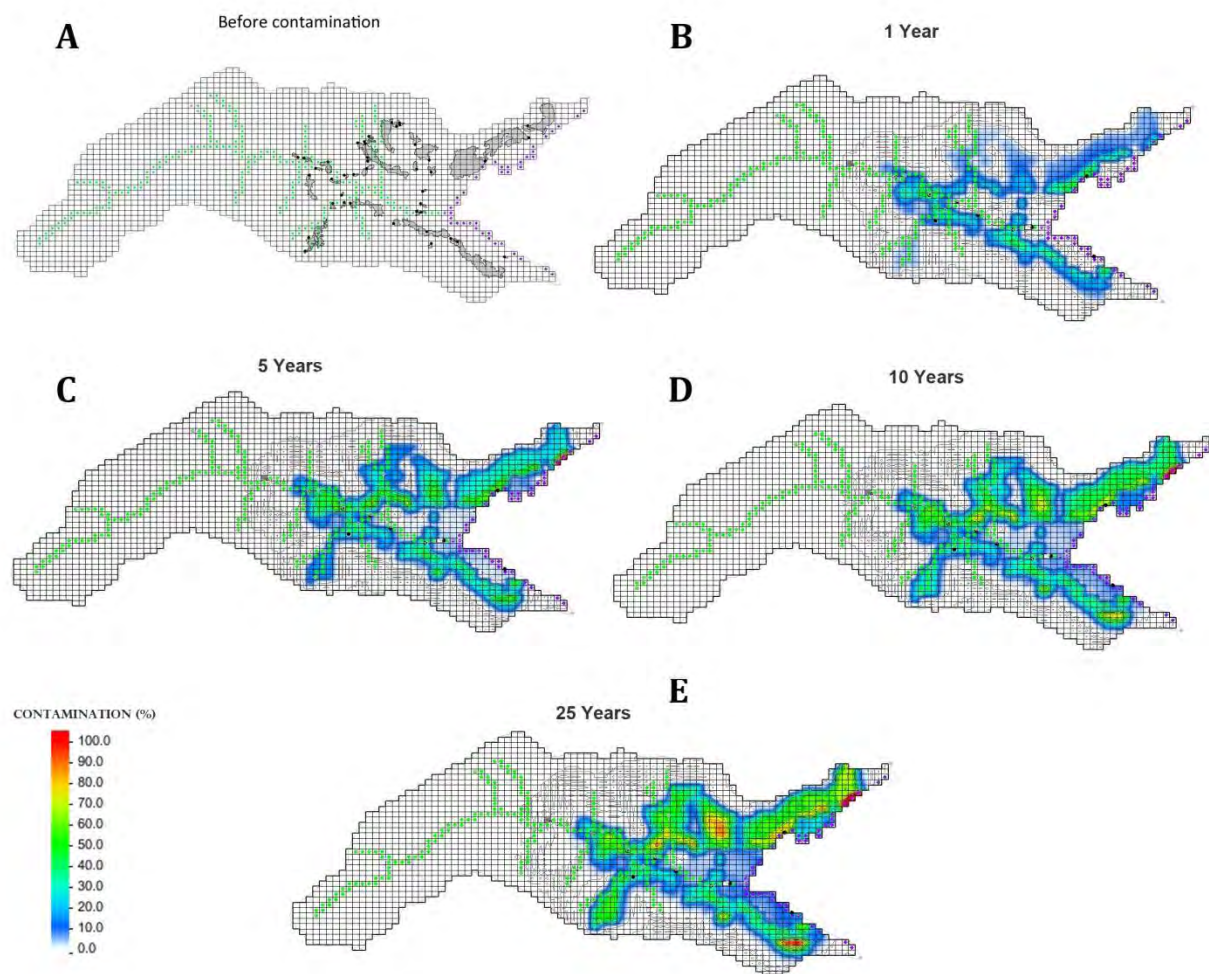 A
Before contamination
B
1 Year
C
5 Years
D
10 Years
E
25 Years
CONTAMINATION (%)
100.0
90.0
80.0
70.0
60.0
50.0
40.0
30.0
20.0
10.0
0.0